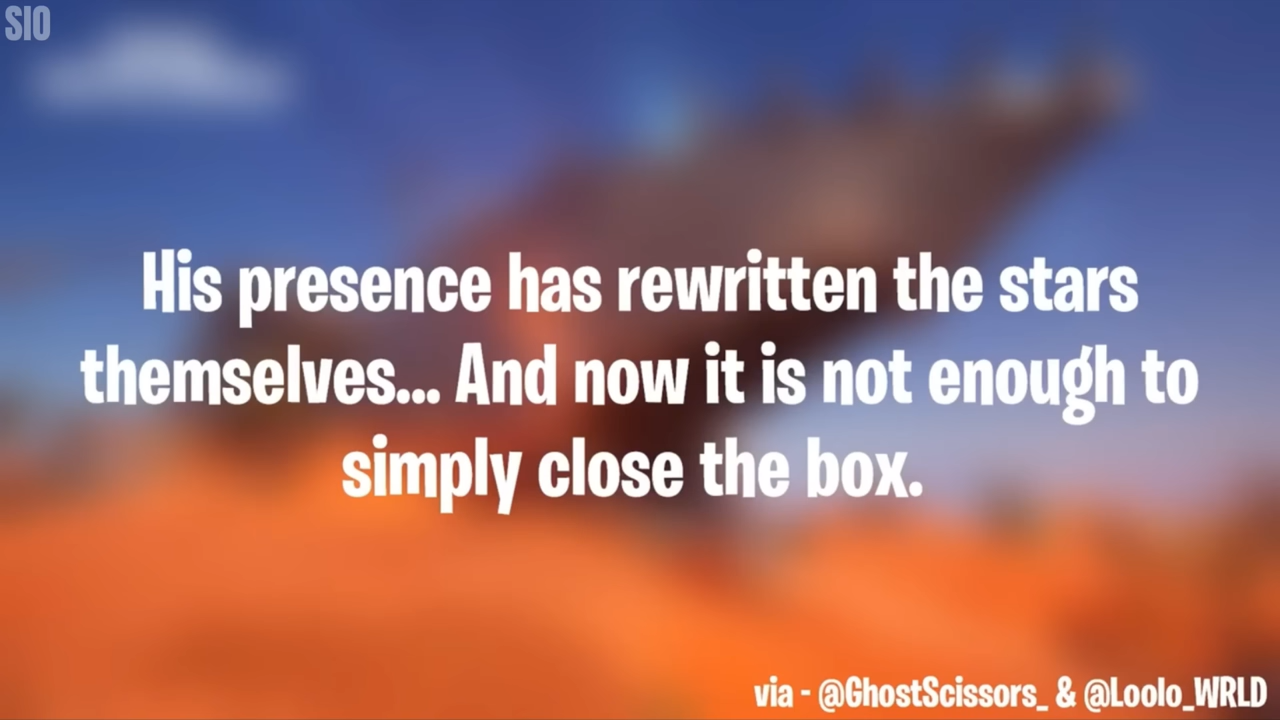 SIO
His presence has rewritten the stars
themselves... And now it is not enough to
simply close the box.
via - @GhostScissors_ & @Loolo_WRLD